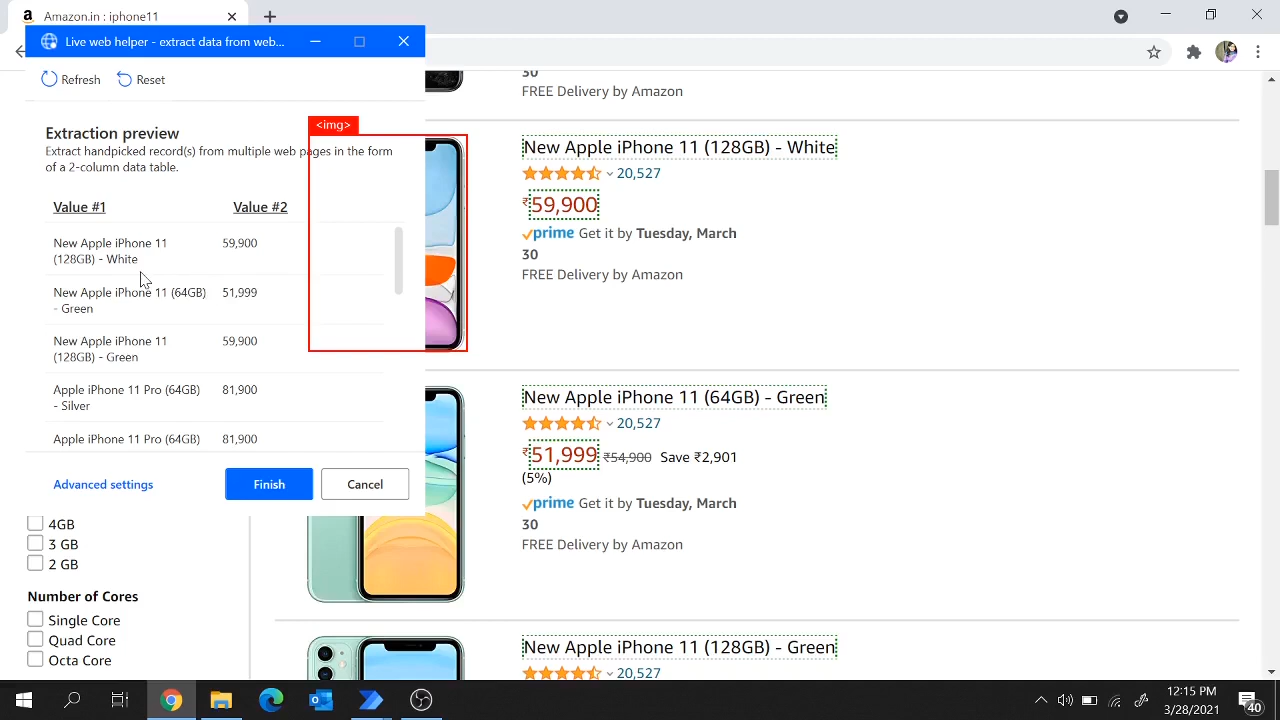 Amazon.in : iphone11
Live web helper - extract data from web...
Refresh
Reset
Extraction preview
Extract handpicked record(s) from multiple web pages in the form
of a 2-column data table.
Value #1
Value #2
New Apple iPhone 11
(128GB) - White
59,900
New Apple iPhone 11 (64GB)
- Green
51,999
New Apple iPhone 11
(128GB) - Green
59,900
Apple iPhone 11 Pro (64GB)
- Silver
81,900
Apple iPhone 11 Pro (64GB)
81,900
Advanced settings
Finish
Cancel
<img>
30
FREE Delivery by Amazon
New Apple iPhone 11 (128GB) - White
20,527
₹59,900
prime Get it by Tuesday, March
30
FREE Delivery by Amazon
New Apple iPhone 11 (64GB) - Green
20,527
₹51,999 ₹54,900 Save ₹2,901
(5%)
prime Get it by Tuesday, March
30
FREE Delivery by Amazon
New Apple iPhone 11 (128GB) - Green
20,527
4GB
3 GB
2 GB
Number of Cores
Single Core
Quad Core
Octa Core
12:15 PM
3/28/2021
40